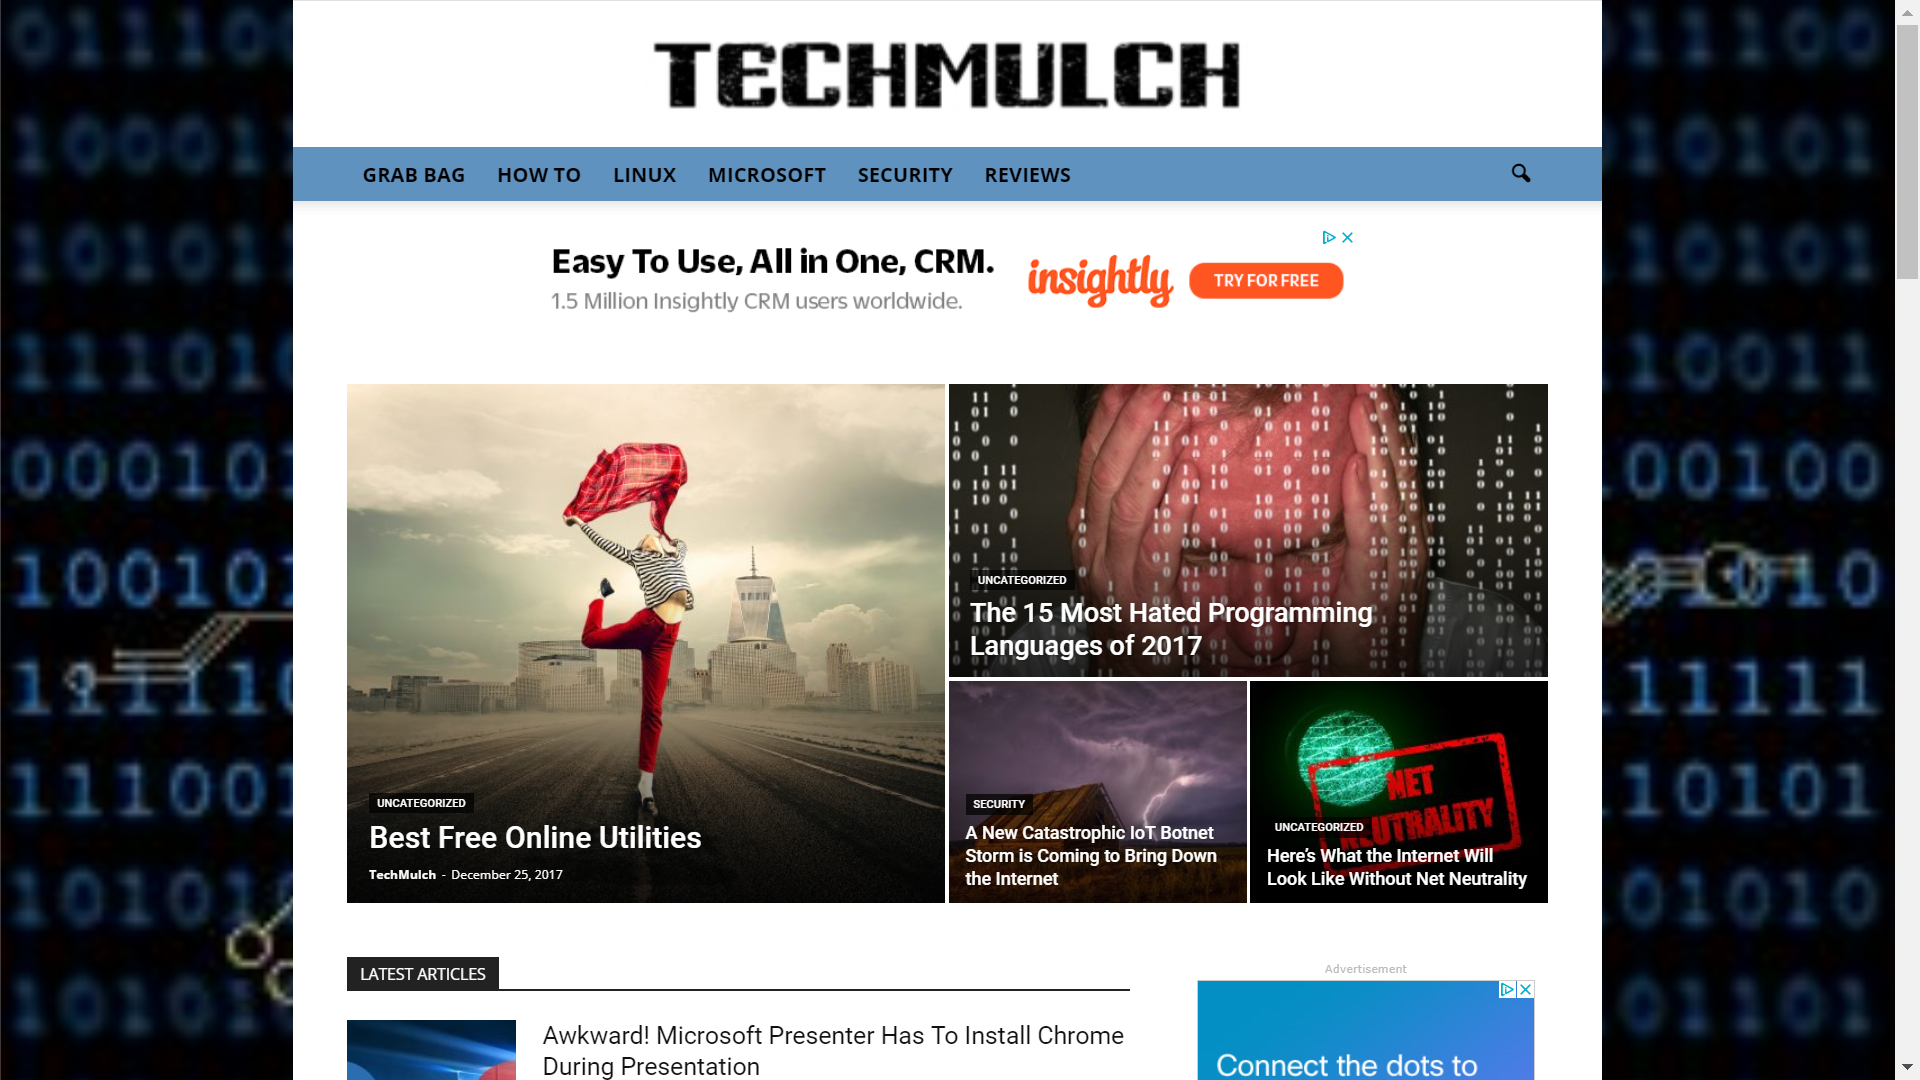 TECHMULCH
GRAB BAG HOW TO LINUX MICROSOFT SECURITY REVIEWS
Easy To Use, All in One, CRM.
1.5 Million Insightly CRM users worldwide.
insightly
TRY FOR FREE
UNCATEGORIZED
Best Free Online Utilities
TechMulch - December 25, 2017
UNCATEGORIZED
The 15 Most Hated Programming
Languages of 2017
SECURITY
A New Catastrophic IoT Botnet
Storm is Coming to Bring Down
the Internet
NET
NEUTRALITY
UNCATEGORIZED
Here’s What the Internet Will
Look Like Without Net Neutrality
LATEST ARTICLES
Awkward! Microsoft Presenter Has To Install Chrome
During Presentation
Advertisement
Connect the dots to